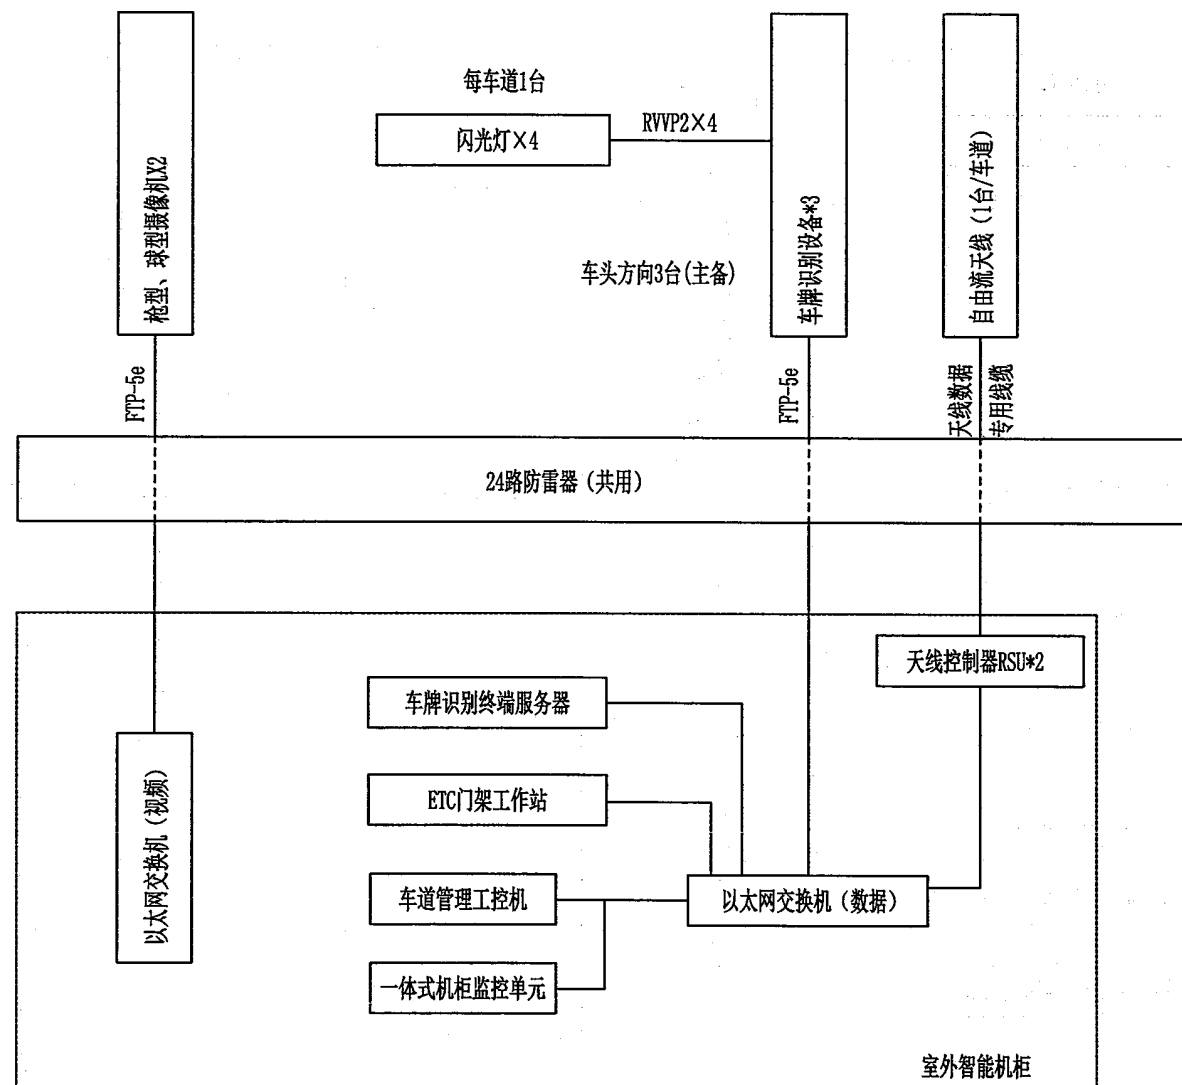 每车道1台
闪光灯×4
RVVP2×4
枪型、球型摄像机X2
车牌识别设备*3
自由流天线（1台/车道）
车头方向3台(主备)
FTP-5e
FTP-5e
天线数据
专用线缆
24路防雷器（共用）
天线控制器RSU*2
车牌识别终端服务器
以太网交换机（视频）
ETC门架工作站
车道管理工控机
以太网交换机（数据）
一体式机柜监控单元
室外智能机柜